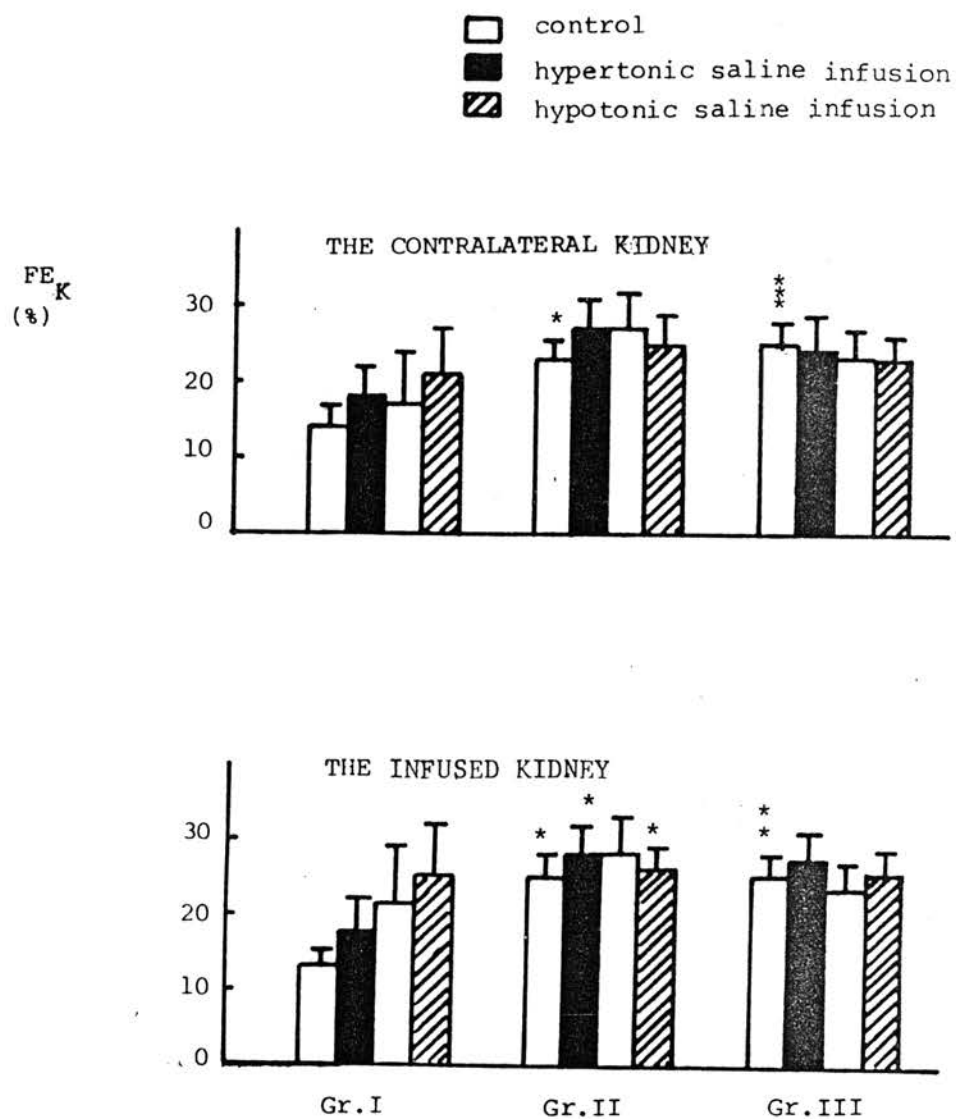 control
hypertonic saline infusion
hypotonic saline infusion
THE CONTRALATERAL KIDNEY
FE K
(%)
30
20
10
0
*
***
THE INFUSED KIDNEY
30
20
10
0
*
*
*
**
Gr.I Gr.II Gr.III